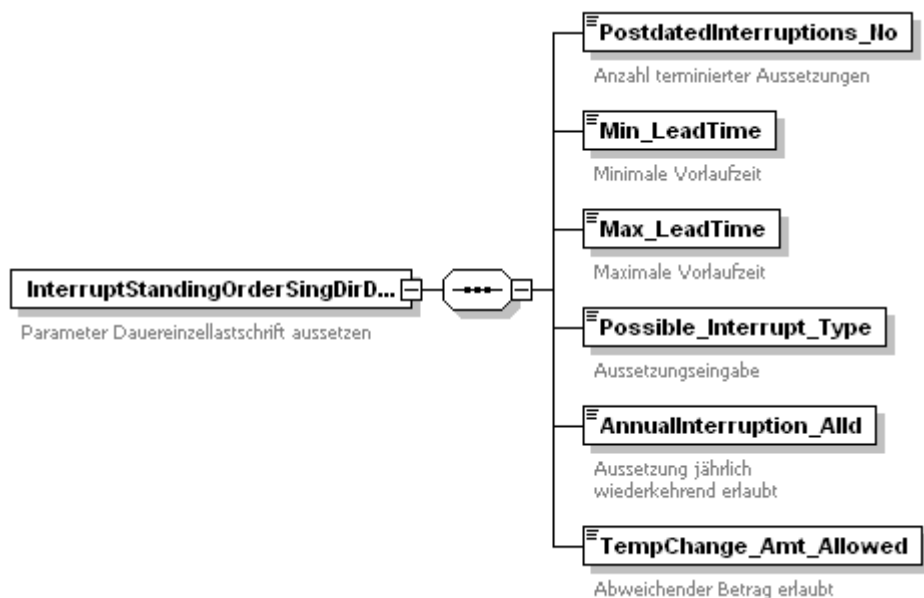 PostdatedInterruptions_No
Anzahl terminierter Aussetzungen
Min_LeadTime
Minimale Vorlaufzeit
Max_LeadTime
Maximale Vorlaufzeit
InterruptStandingOrderSingDirD...
Parameter Dauereinzellastschrift aussetzen
Possible_Interrupt_Type
Aussetzungseingabe
AnnualInterruption_Alld
Aussetzung jährlich
wiederkehrend erlaubt
TempChange_Amt_Allowed
Abweichender Betrag erlaubt